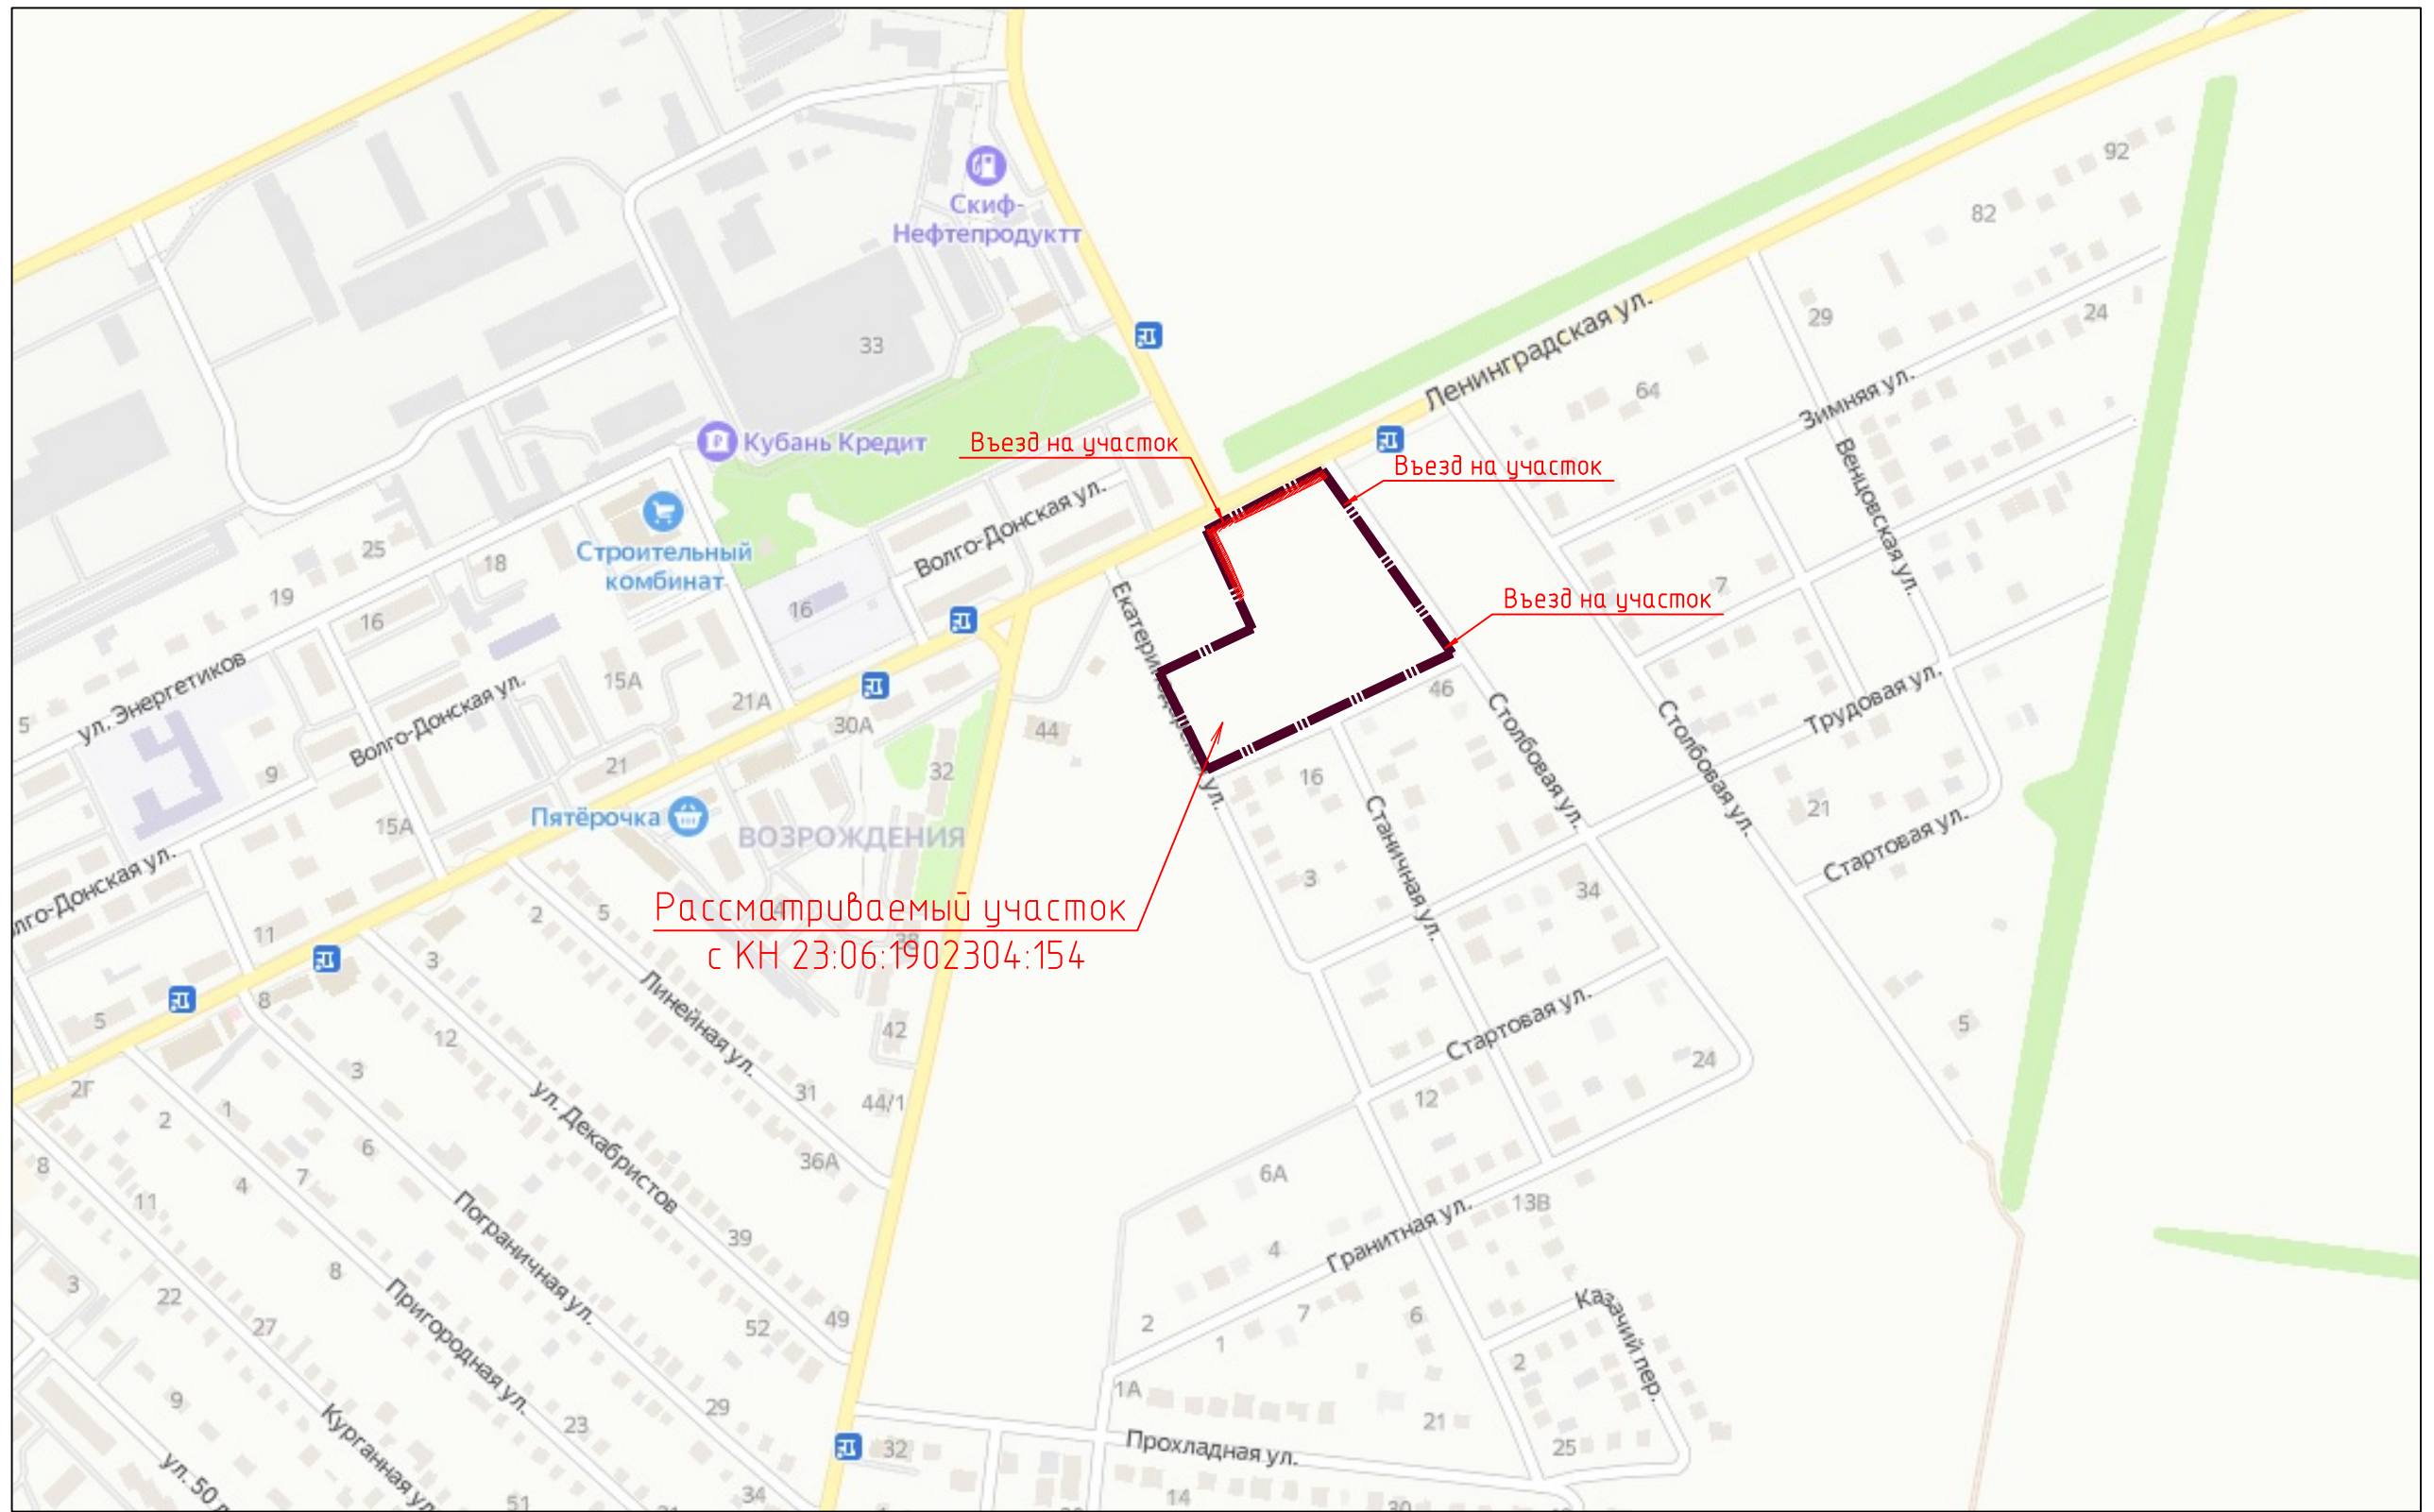 Скиф-
Нефтепродуктт
92
82
24
29
33
Ленинградская ул.
64
Зимняя ул.
Кубань Кредит
Въезд на участок
Въезд на участок
Венцовская ул.
Волго-Донская ул.
Строительный
комбинат
25
18
19
16
16
7
Въезд на участок
Екатеринодарская ул.
ул. Энергетиков
Волго-Донская ул.
15А
21А
30А
44
46
Столбовая ул.
Столбовая ул.
Трудовая ул.
5
9
21
32
16
21
Пятёрочка
ВОЗРОЖДЕНИЯ
15А
Станичная ул.
Стартовая ул.
3
34
2
5
Рассматриваемый участок
с КН 23:06:1902304:154
38
11
3
Линейная ул.
8
5
42
12
Стартовая ул.
5
24
2Г
3
31
44/1
12
2
1
ул. Декабристов
6
36А
8
7
4
11
6А
13В
Пограничная ул.
39
4
Гранитная ул.
8
3
22
Пригородная ул.
27
52
49
2
1
7
6
Казачий пер.
2
9
1А
29
23
21
Курганная ул.
32
Прохладная ул.
25
ул. 50
51
34
14
30